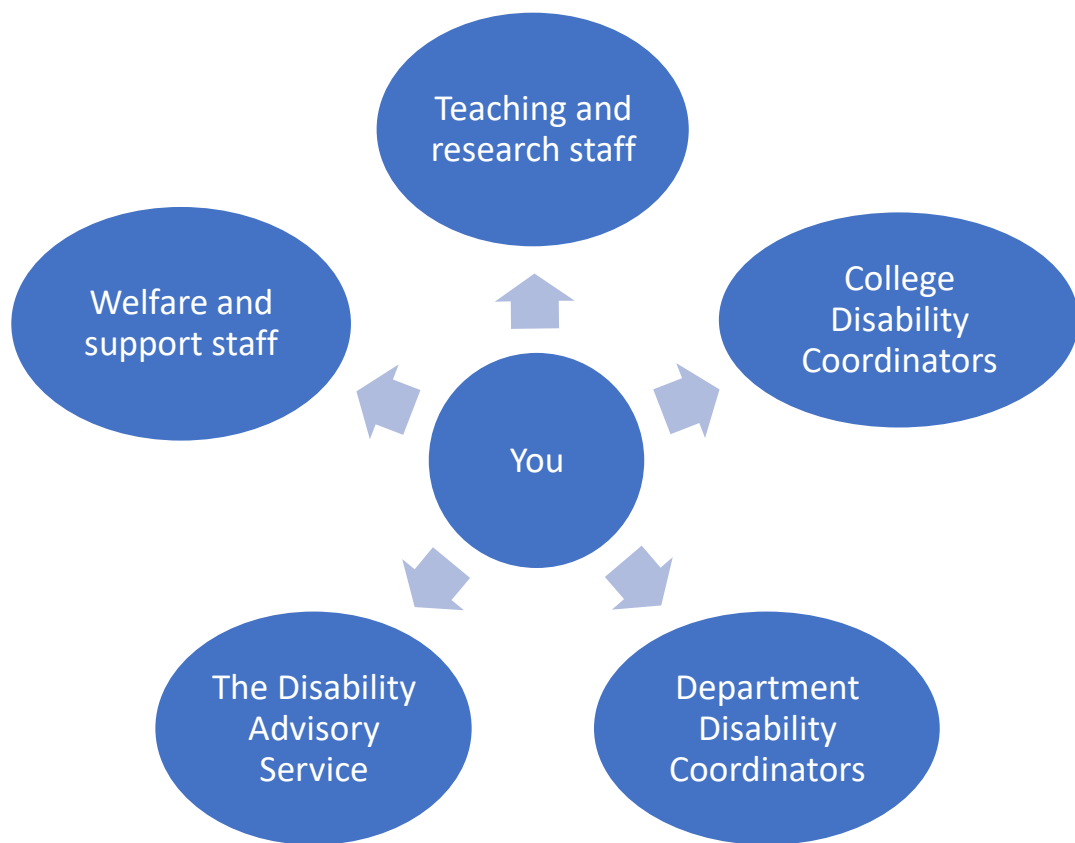 Teaching and
research staff
Welfare and
support staff
College
Disability
Coordinators
You
The Disability
Advisory
Service
Department
Disability
Coordinators